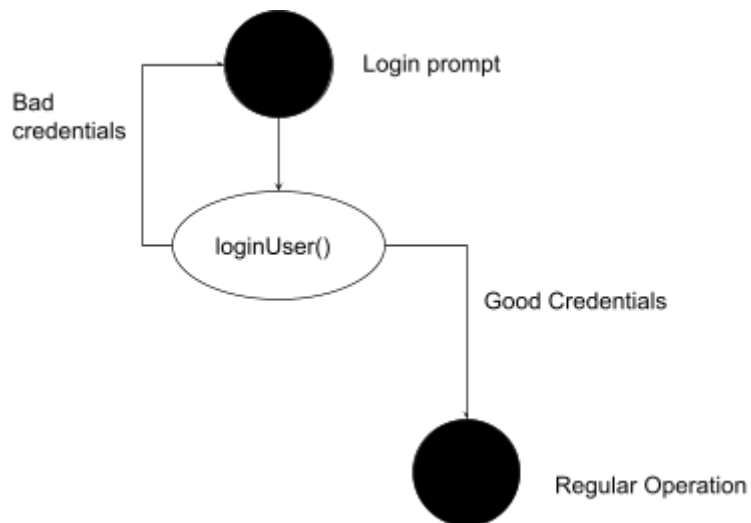 Login prompt
Bad
credentials
loginUser()
Good Credentials
Regular Operation